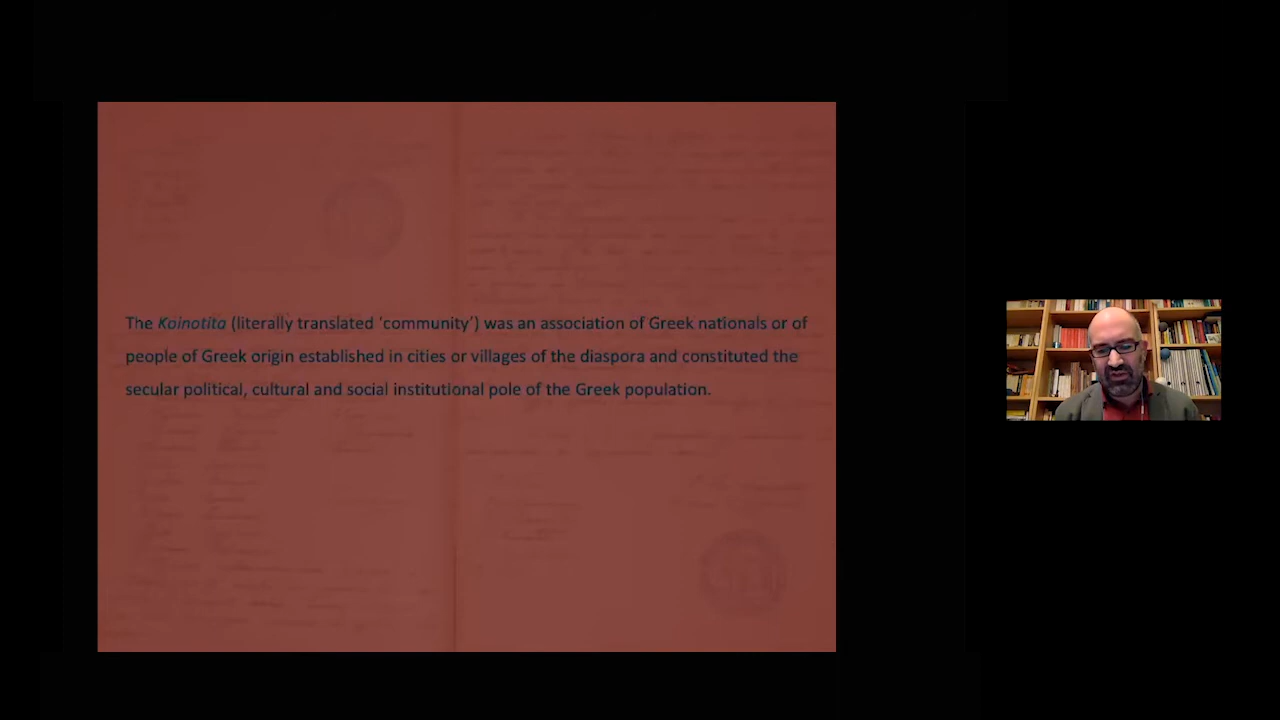 The Koinotita (literally translated ‘community’) was an association of Greek nationals or of
people of Greek origin established in cities or villages of the diaspora and constituted the
secular political, cultural and social institutional pole of the Greek population.